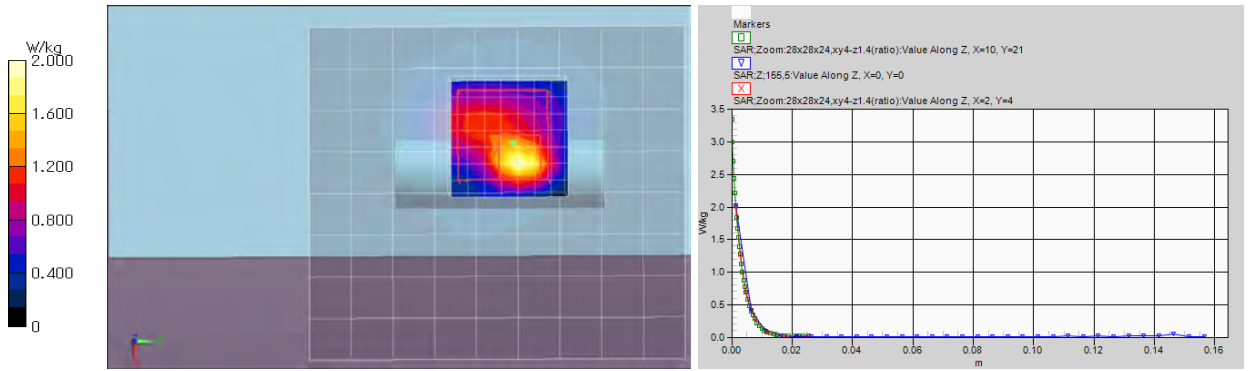 W/kg
2.000
1.600
1.200
0.800
0.400
0
Markers
SAR;Zoom:28x28x24,xy4-z1.4(ratio):Value Along Z, X=10, Y=21
SAR;Z;155,5:Value Along Z, X=0, Y=0
SAR;Zoom:28x28x24,xy4-z1.4(ratio):Value Along Z, X=2, Y=4
W/kg
3.5
3.0
2.5
2.0
1.5
1.0
0.5
0.0
0.00 0.02 0.04 0.06 0.08 0.10 0.12 0.14 0.16
m